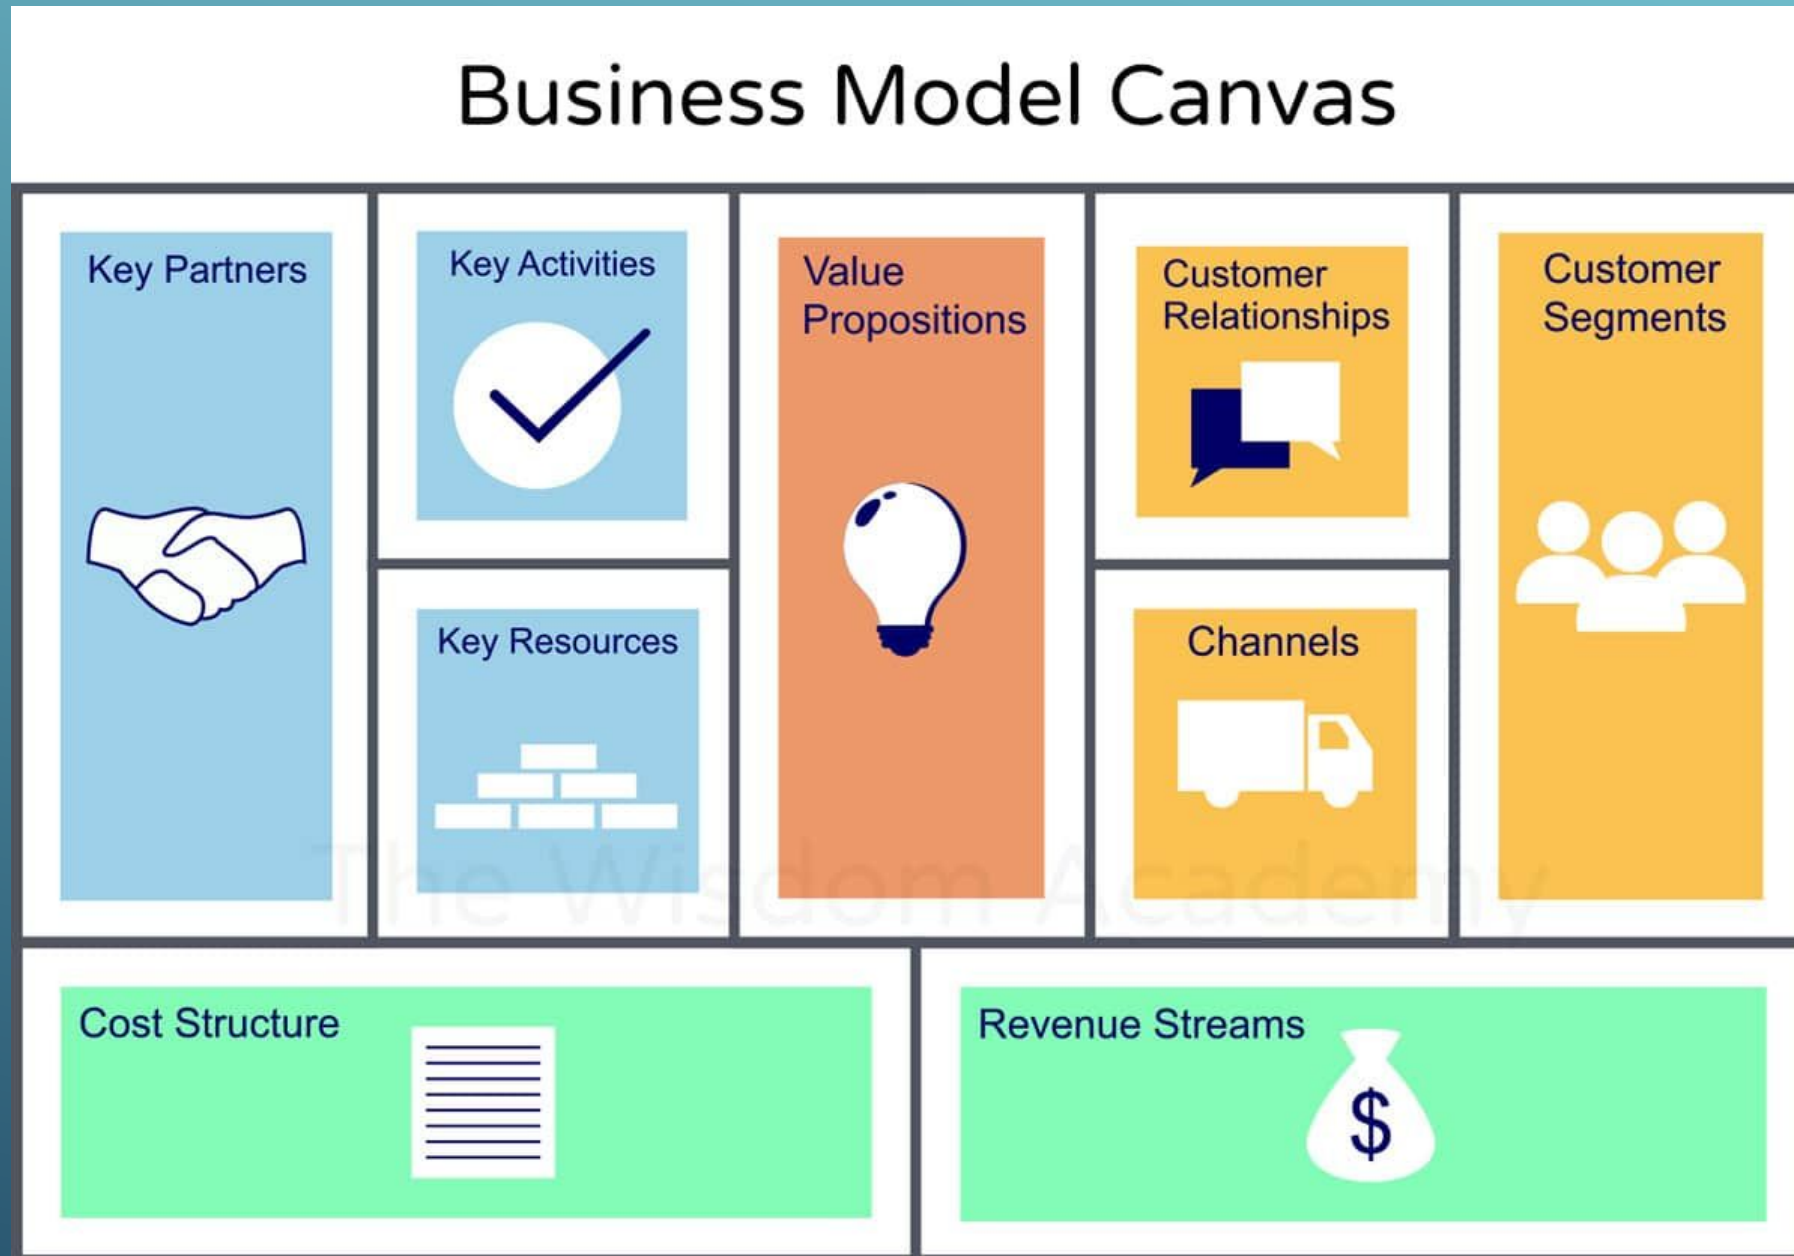 Business Model Canvas
Key Partners
Key Activities
Key Resources
Value
Propositions
Customer
Relationships
Channels
Customer
Segments
Cost Structure
Revenue Streams
$
The Wisdom Academy